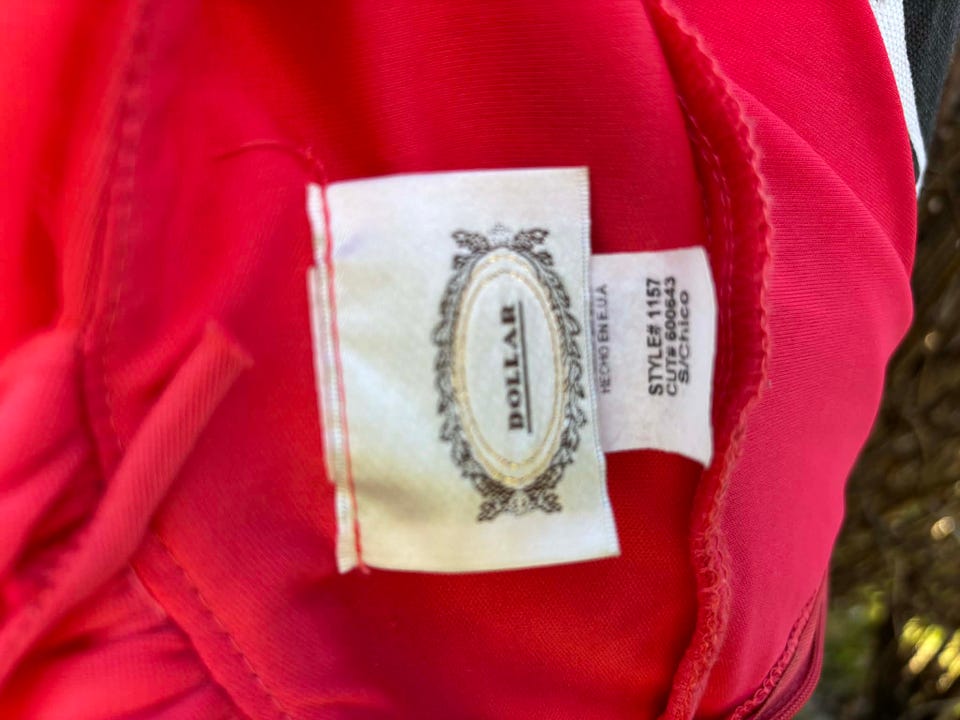 DOLLAR
HECHO EN E.U.A
STYLE# 1157
CUT# 600643
S/Chico